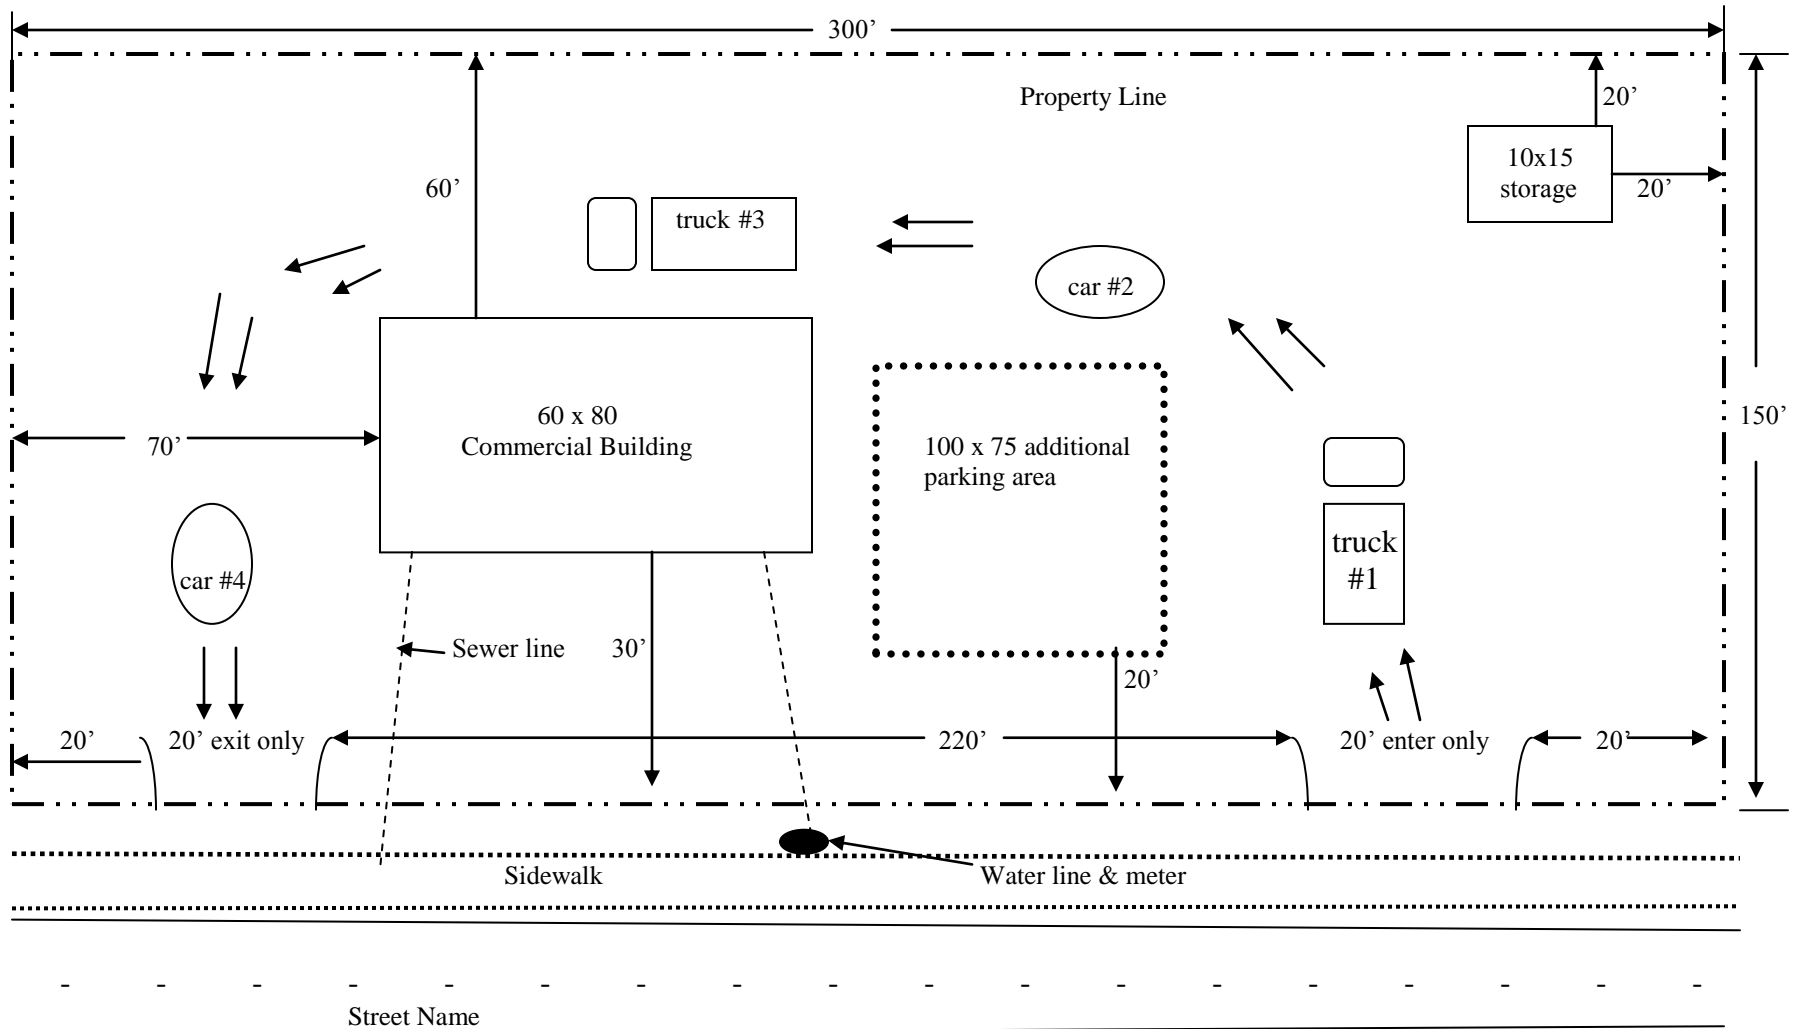 300’
Property Line
20’
10x15
storage
20’
60’
truck #3
car #2
150’
60 x 80
Commercial Building
70’
100 x 75 additional
parking area
truck
#1
car #4
Sewer line
30’
20’
20’
20’ exit only
220’
20’ enter only
20’
Sidewalk
Water line & meter
Street Name